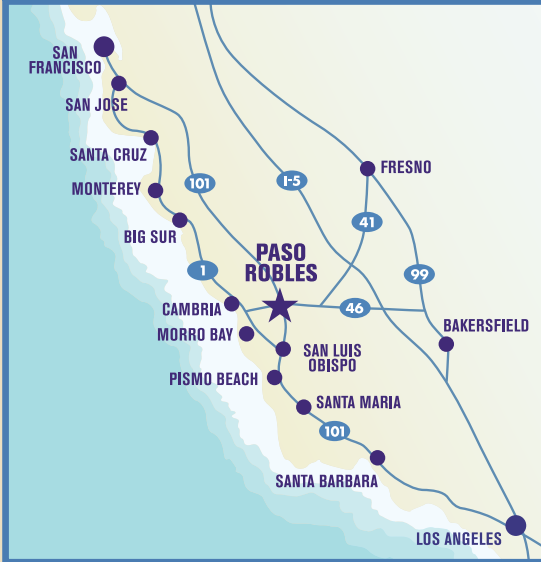 SAN
FRANCISCO
SAN JOSE
SANTA CRUZ
MONTEREY
BIG SUR
101
I-5
FRESNO
41
99
1
PASO
ROBLES
46
CAMBRIA
MORRO BAY
SAN LUIS
OBISPO
BAKERSFIELD
PISMO BEACH
SANTA MARIA
101
SANTA BARBARA
LOS ANGELES